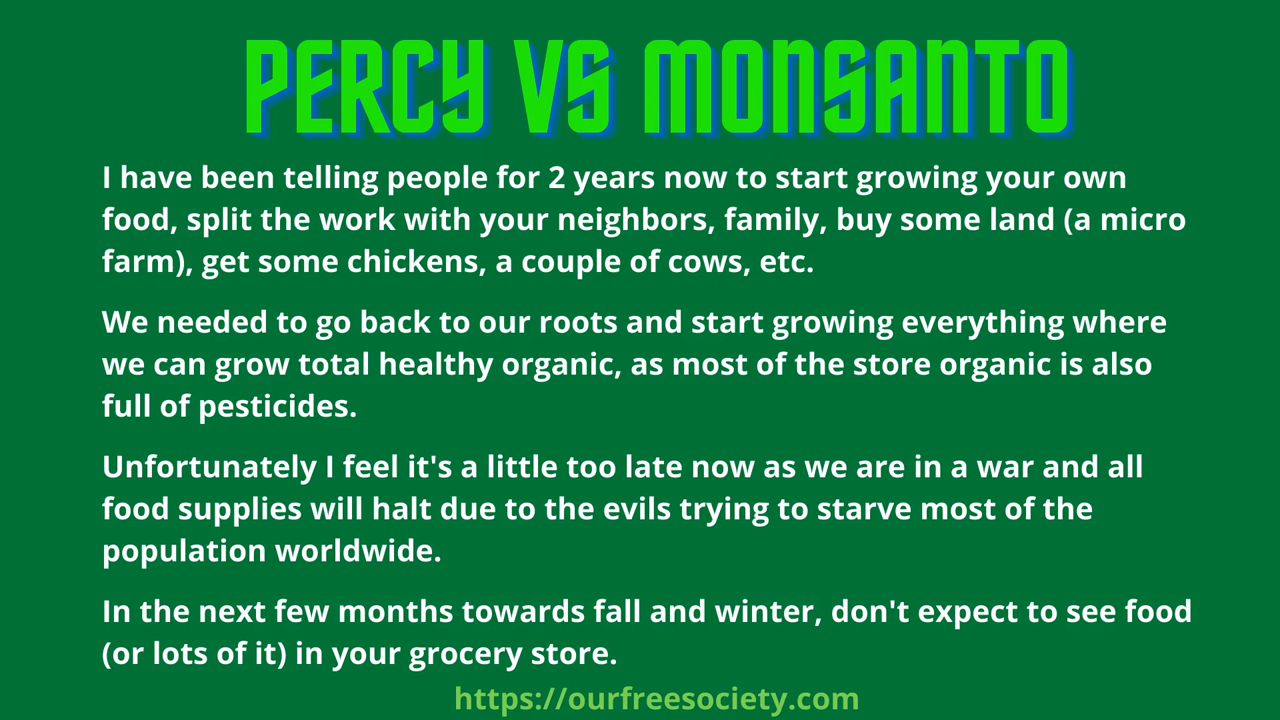 PERCY VS MONSANTO
I have been telling people for 2 years now to start growing your own
food, split the work with your neighbors, family, buy some land (a micro
farm), get some chickens, a couple of cows, etc.
We needed to go back to our roots and start growing everything where
we can grow total healthy organic, as most of the store organic is also
full of pesticides.
Unfortunately I feel it's a little too late now as we are in a war and all
food supplies will halt due to the evils trying to starve most of the
population worldwide.
In the next few months towards fall and winter, don't expect to see food
(or lots of it) in your grocery store.
https://ourfreesociety.com